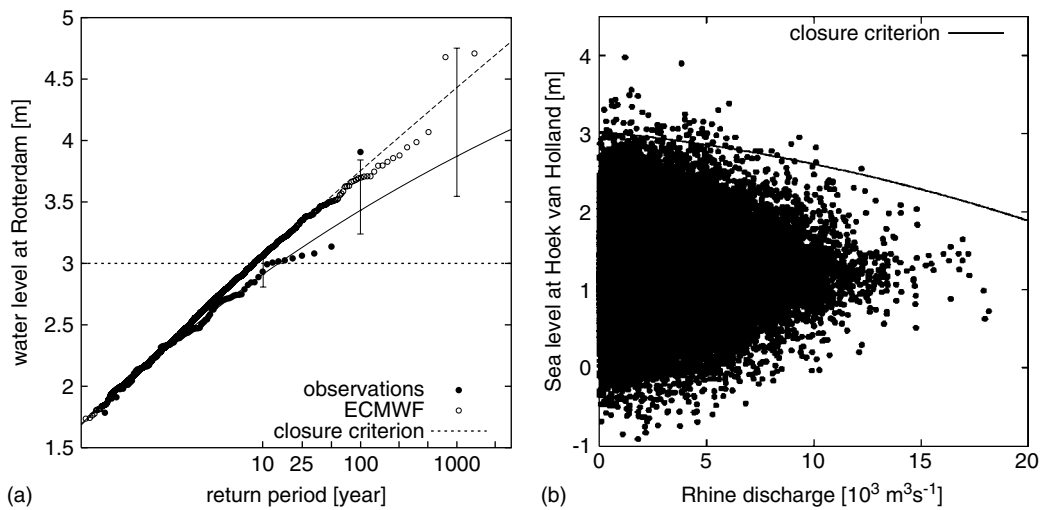 5
4.5
4
3.5
3
2.5
2
1.5
water level at Rotterdam [m]
observations
ECMWF
closure criterion
10 25 100 1000
return period [year]
(a)
closure criterion
4
3
2
1
0
-1
Sea level at Hoek van Holland [m]
0 5 10 15 20
Rhine discharge [10³ m³s⁻¹]
(b)